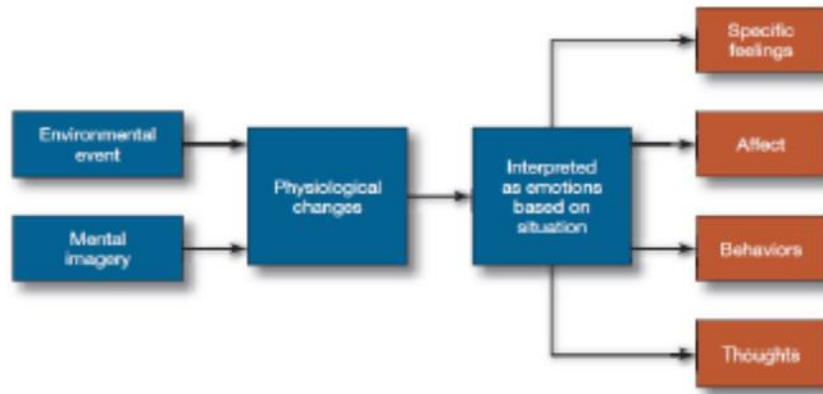 Specific
feelings
Environmental
event
Affect
Physiological
changes
Interpreted
as emotions
based on
situation
Mental
imagery
Behaviors
Thoughts